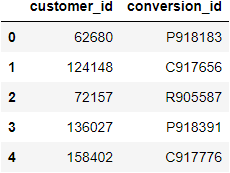 customer_id conversion_id
0 62680 P918183
1 124148 C917656
2 72157 R905587
3 136027 P918391
4 158402 C917776